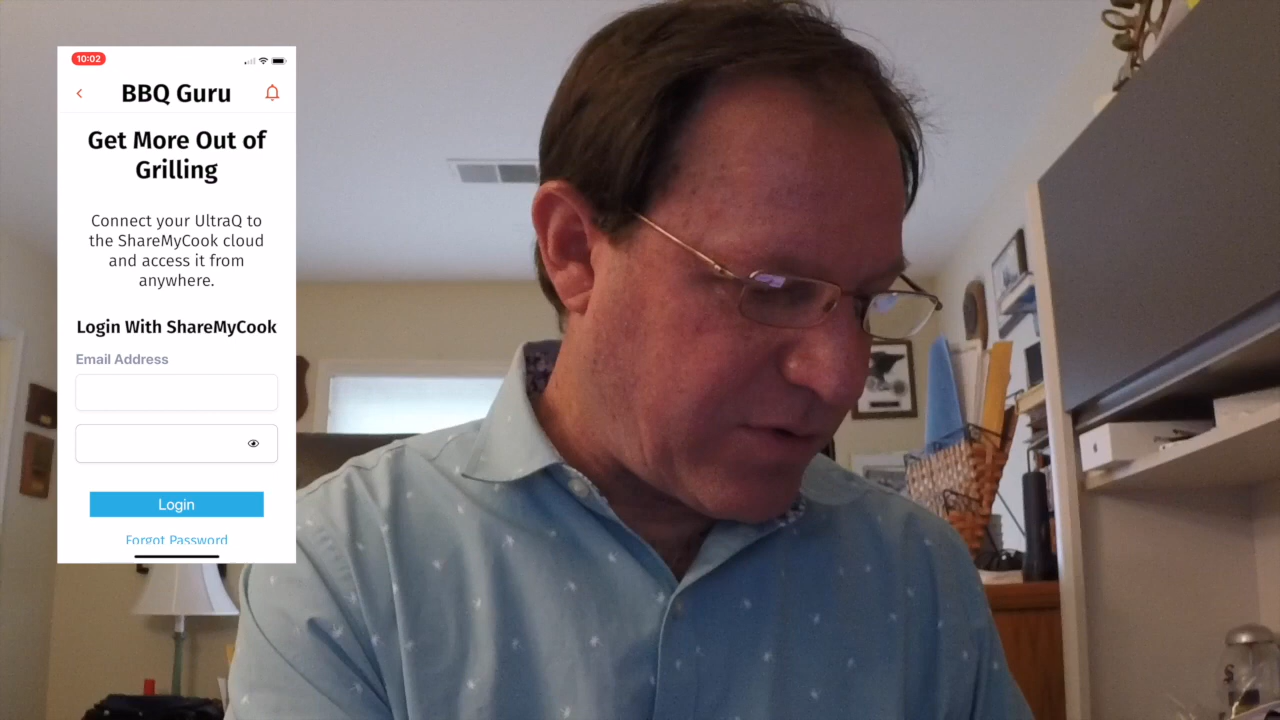 10:02
BBQ Guru
Get More Out of
Grilling
Connect your UltraQ to
the ShareMyCook cloud
and access it from
anywhere.
Login With ShareMyCook
Email Address
Login
Forgot Password